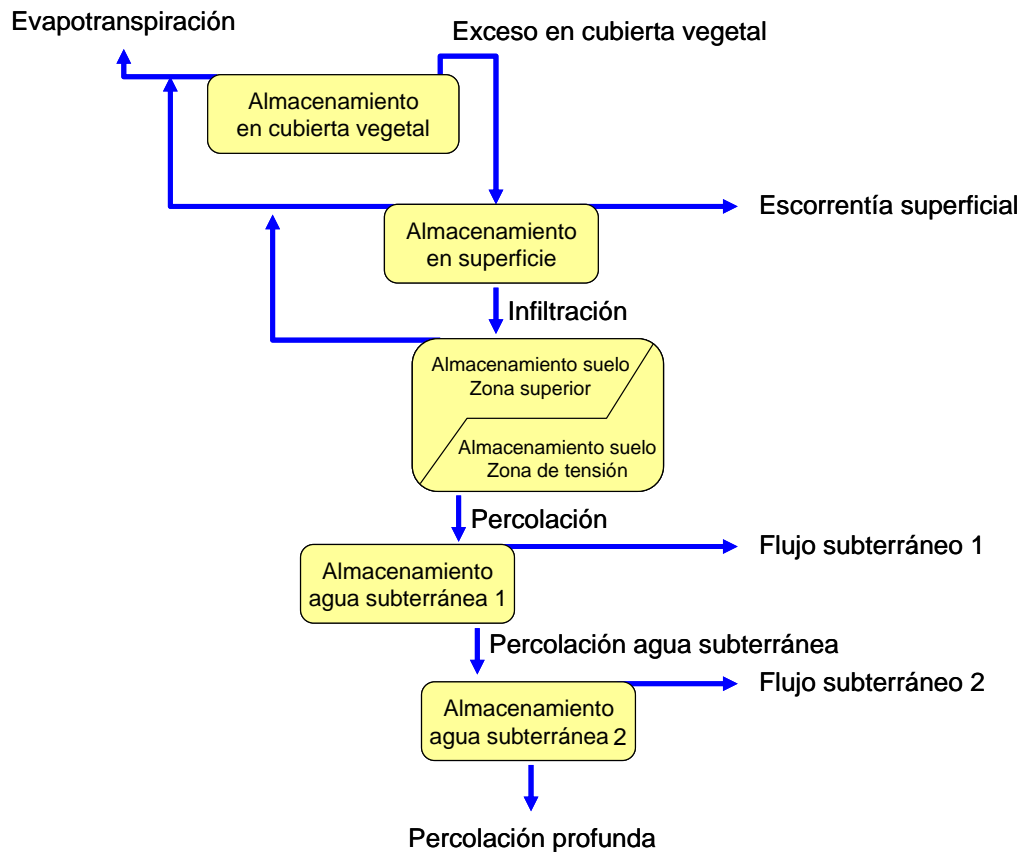 Evapotranspiración
Exceso en cubierta vegetal
Almacenamiento
en cubierta vegetal
Escorrentía superficial
Almacenamiento
en superficie
Infiltración
Almacenamiento suelo
Zona superior
Almacenamiento suelo
Zona de tensión
Percolación
Flujo subterráneo 1
Almacenamiento
agua subterránea 1
Percolación agua subterránea
Flujo subterráneo 2
Almacenamiento
agua subterránea 2
Percolación profunda